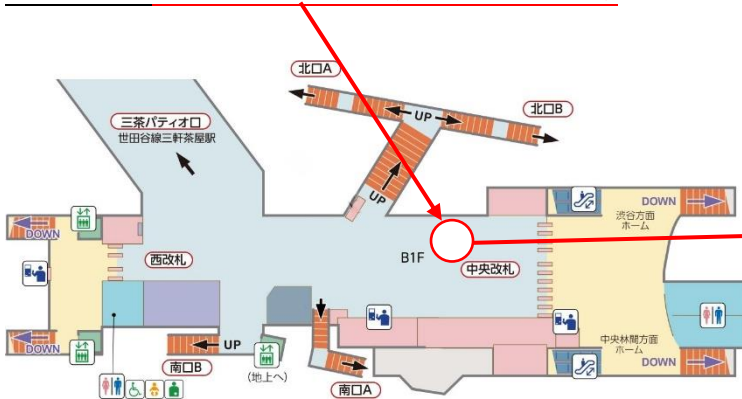 北口A
北口B
UP
三茶パティオ口
世田谷線三軒茶屋駅
UP
DOWN
渋谷方面
ホーム
DOWN
西改札
B1F
中央改札
DOWN
UP
南口B
(地上へ)
南口A
中央林間方面
ホーム
DOWN